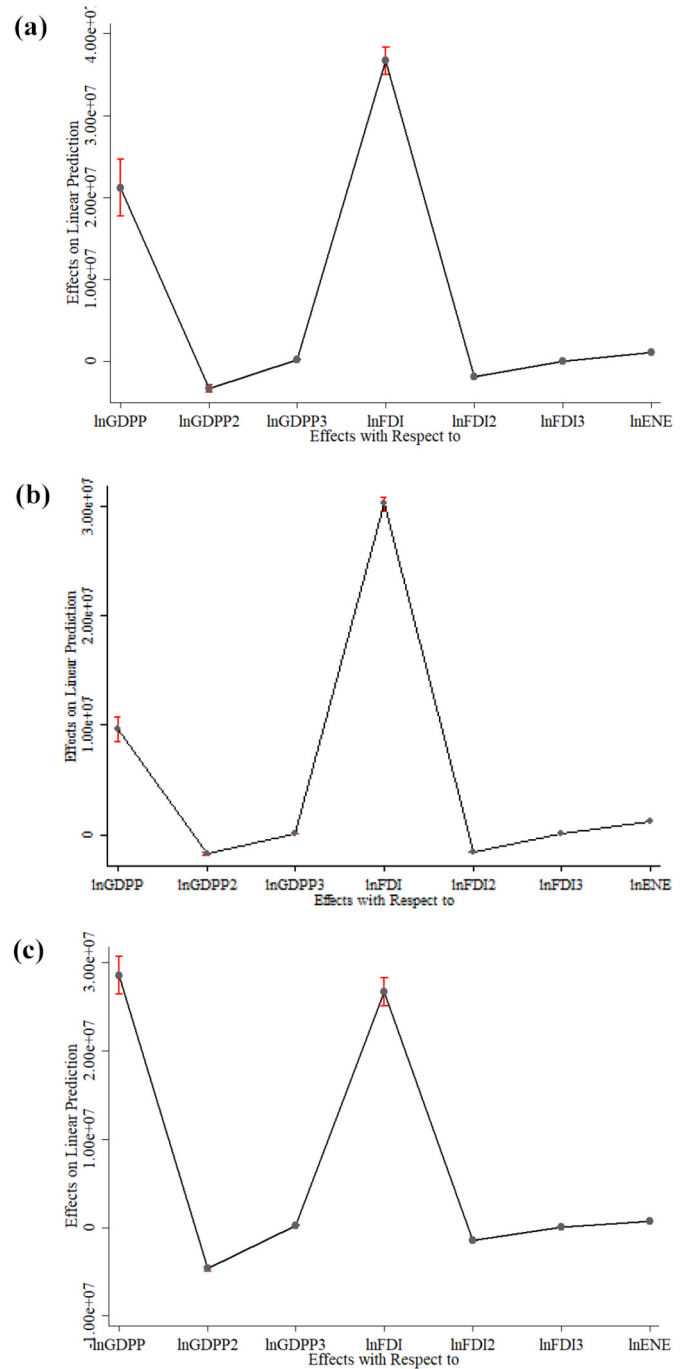 (a)
Effects on Linear Prediction
4.00e+07
3.00e+07
2.00e+07
1.00e+07
0
lnGDPP lnGDPP2 lnGDPP3 lnFDI lnFDI2 lnFDI3 lnENE
Effects with Respect to
(b)
Effects on Linear Prediction
3.00e+07
2.00e+07
1.00e+07
0
lnGDPP lnGDPP2 lnGDPP3 lnFDI lnFDI2 lnFDI3 lnENE
Effects with Respect to
(c)
Effects on Linear Prediction
3.00e+07
2.00e+07
1.00e+07
0
-1.00e+07
lnGDPP lnGDPP2 lnGDPP3 lnFDI lnFDI2 lnFDI3 lnENE
Effects with Respect to